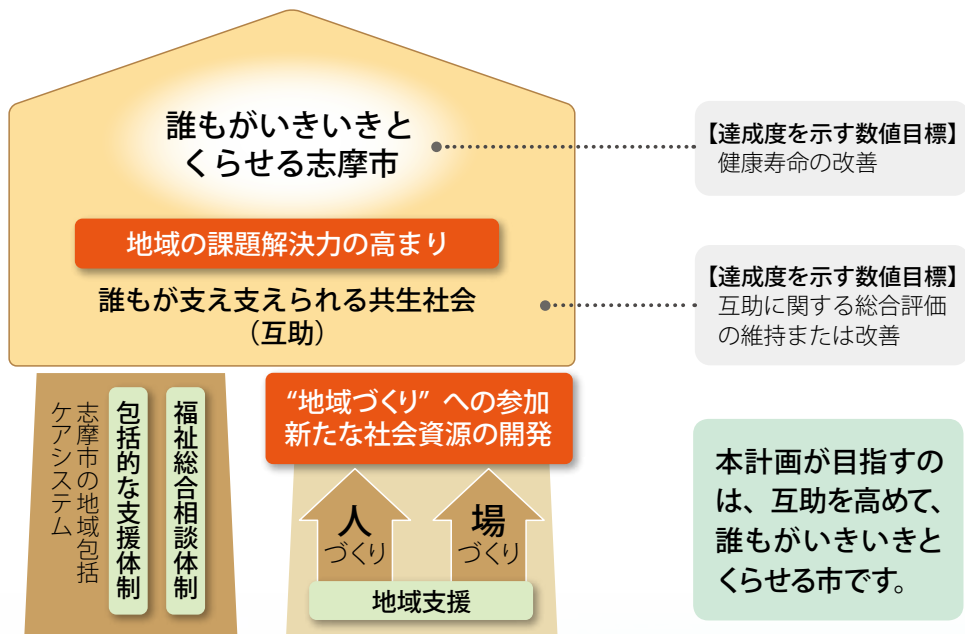 誰もがいきいきと
くらせる志摩市
地域の課題解決力の高まり
誰もが支え支えられる共生社会
（互助）
【達成度を示す数値目標】
健康寿命の改善
【達成度を示す数値目標】
互助に関する総合評価
の維持または改善
志摩市の地域包括
ケアシステム
包括的な支援体制
福祉総合相談体制
“地域づくり” への参加
新たな社会資源の開発
人
づくり
場
づくり
地域支援
本計画が目指すの
は、互助を高めて、
誰もがいきいきと
くらせる市です。